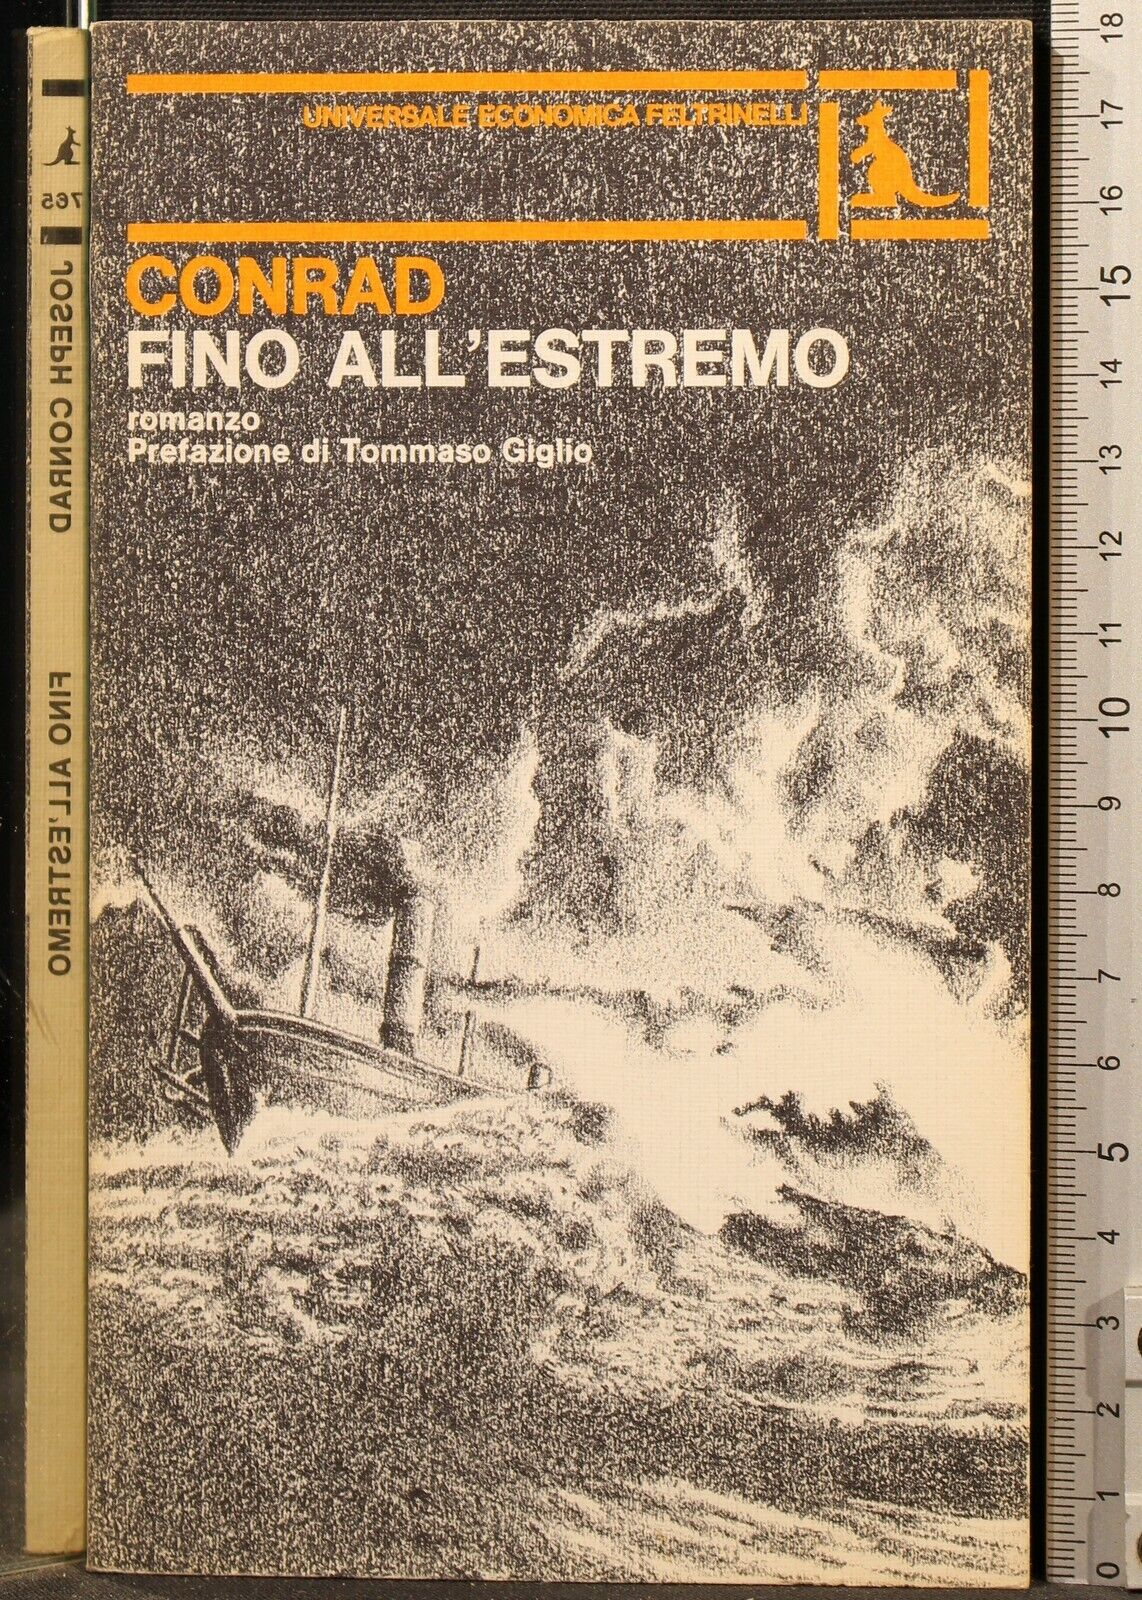 UNIVERSALE ECONOMICA FELTRINELLI
CONRAD
FINO ALL'ESTREMO
romanzo
Prefazione di Tommaso Giglio
765
JOSEPH CONRAD
FINO ALL'ESTREMO
18
17
16
15
14
13
12
11
10
9
8
7
6
5
4
3
2
1
0